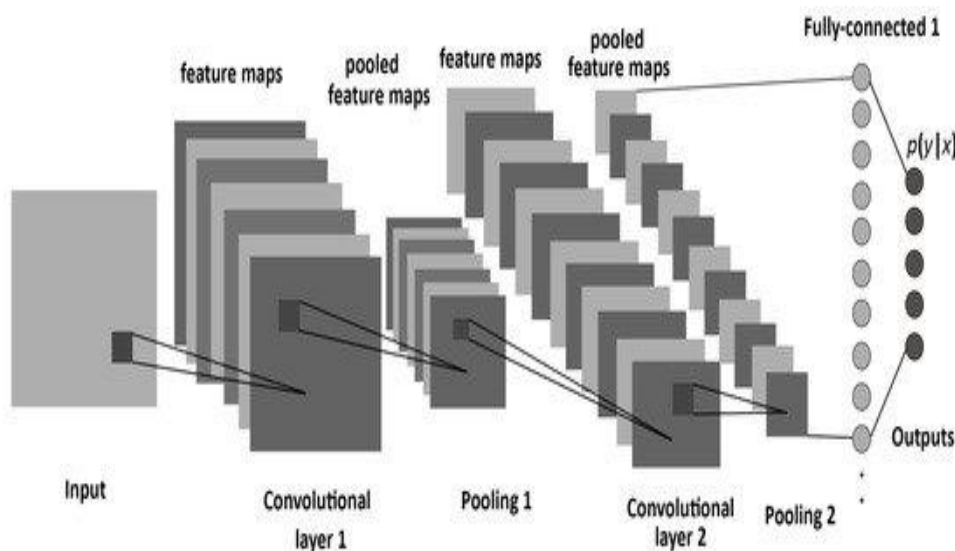 Fully-connected 1
pooled
feature maps
feature maps
pooled
feature maps
feature maps
p(y|x)
Outputs
Input
Convolutional
layer 1
Pooling 1
Convolutional
layer 2
Pooling 2